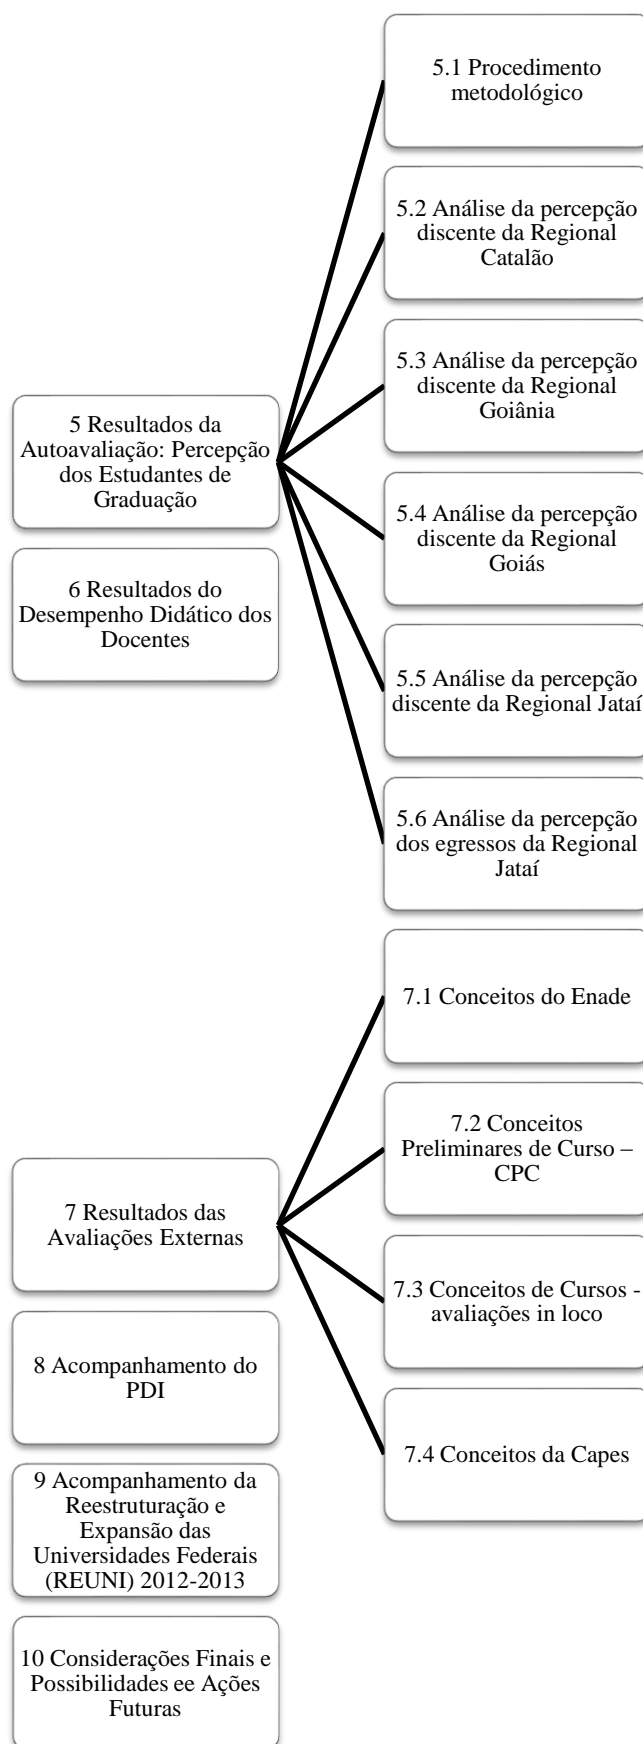 5 Resultados da
Autoavaliação: Percepção
dos Estudantes de
Graduação
5.1 Procedimento
metodológico
5.2 Análise da percepção
discente da Regional
Catalão
5.3 Análise da percepção
discente da Regional
Goiânia
5.4 Análise da percepção
discente da Regional
Goiás
5.5 Análise da percepção
discente da Regional Jataí
5.6 Análise da percepção
dos egressos da Regional
Jataí
6 Resultados do
Desempenho Didático dos
Docentes
7 Resultados das
Avaliações Externas
7.1 Conceitos do Enade
7.2 Conceitos
Preliminares de Curso –
CPC
7.3 Conceitos de Cursos -
avaliações in loco
7.4 Conceitos da Capes
8 Acompanhamento do
PDI
9 Acompanhamento da
Reestruturação e
Expansão das
Universidades Federais
(REUNI) 2012-2013
10 Considerações Finais e
Possibilidades ee Ações
Futuras